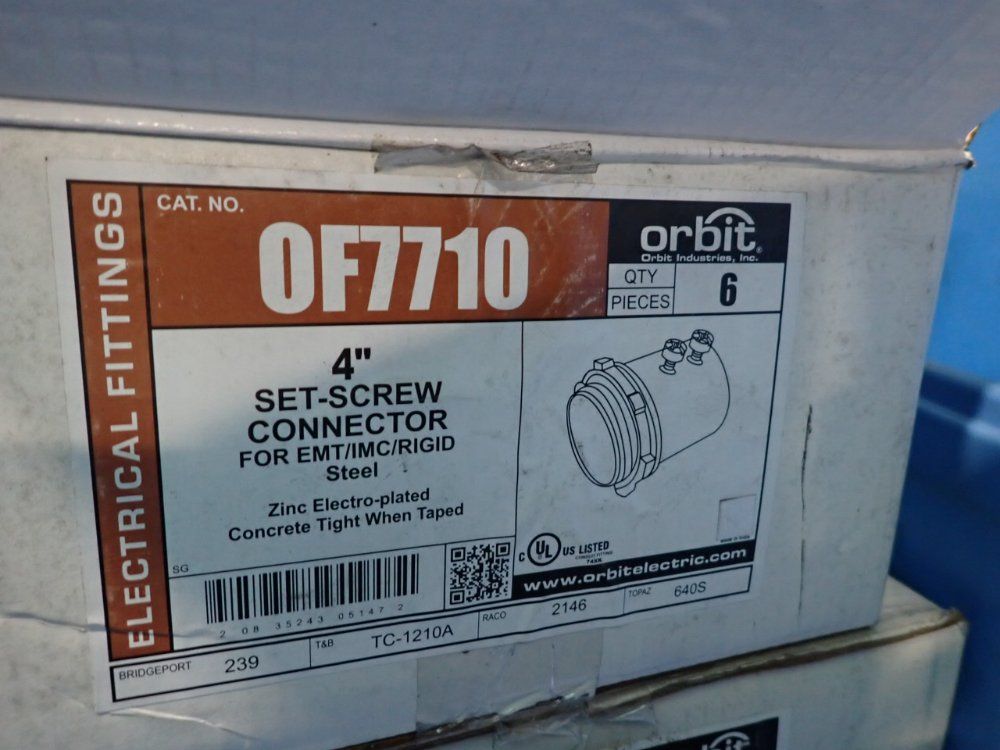 ELECTRICAL FITTINGS
CAT. NO.
OF7710
orbit®
Orbit Industries, Inc.
QTY
PIECES
6
4"
SET-SCREW
CONNECTOR
FOR EMT/IMC/RIGID
Steel
Zinc Electro-plated
Concrete Tight When Taped
SG
2 08 35243 05147 2
C UL US LISTED
www.orbitelectric.com
BRIDGEPORT 239
T&B TC-1210A
RACO 2146
TOPAZ 640S
orbit